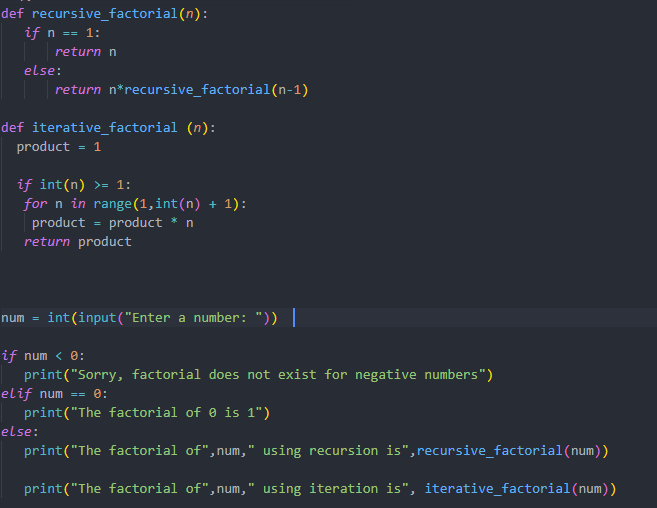 def recursive_factorial(n):
   if n == 1:
       return n
   else:
       return n*recursive_factorial(n-1)

def iterative_factorial (n):
  product = 1

  if int(n) >= 1:
   for n in range(1,int(n) + 1):
    product = product * n
   return product

num = int(input("Enter a number: "))

if num < 0:
   print("Sorry, factorial does not exist for negative numbers")
elif num == 0:
   print("The factorial of 0 is 1")
else:
   print("The factorial of",num," using recursion is",recursive_factorial(num))

   print("The factorial of",num," using iteration is", iterative_factorial(num))